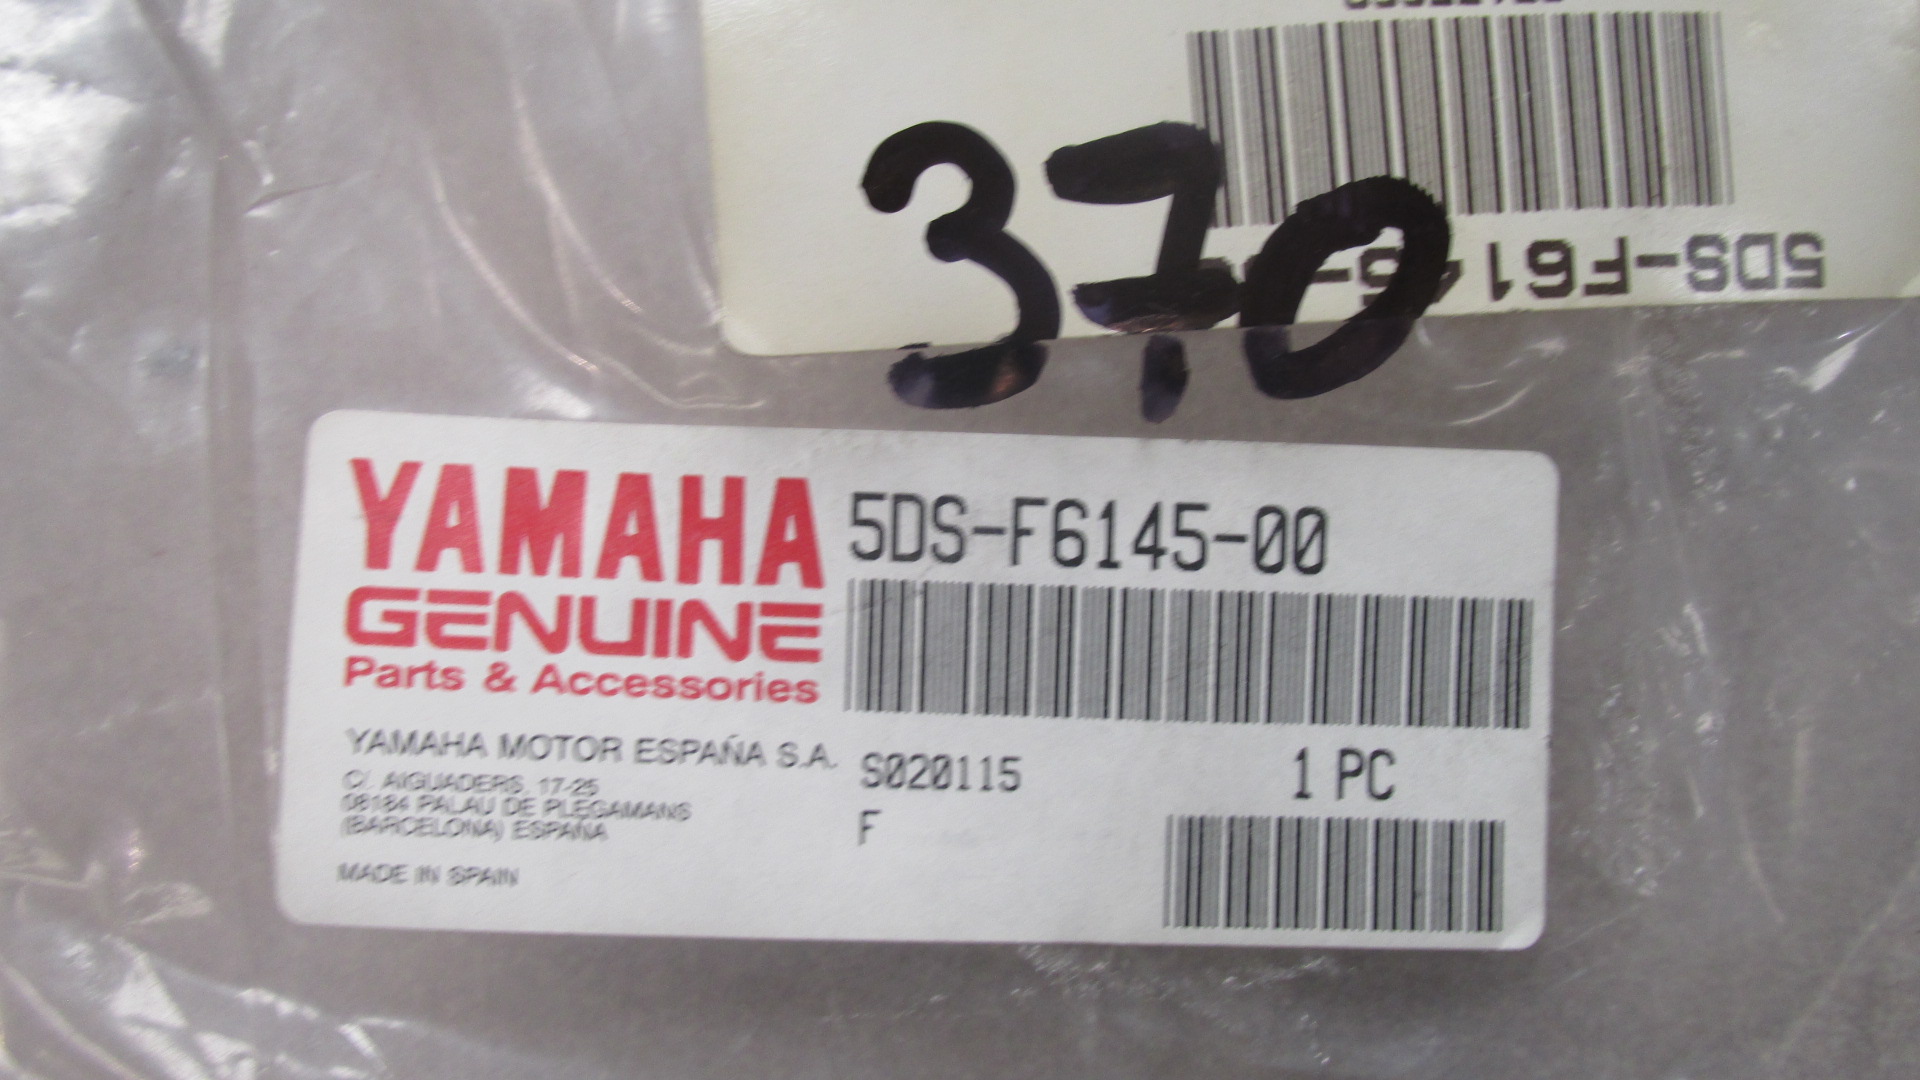 370
5DS-F6145-
YAMAHA
GENUINE
Parts & Accessories
5DS-F6145-00
YAMAHA MOTOR ESPAÑA S.A.
C/. AIGUADERS, 17-25
08184 PALAU DE PLEGAMANS
(BARCELONA) ESPAÑA
MADE IN SPAIN
S020115
1 PC
F